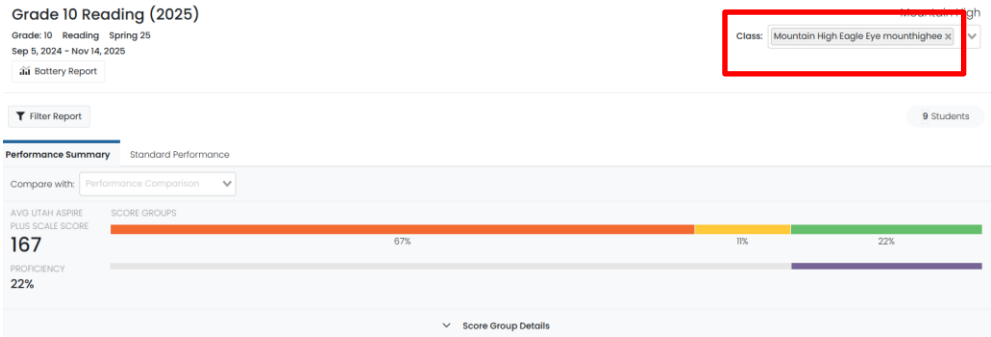 Grade 10 Reading (2025)
Mountain High
Grade: 10 Reading Spring 25
Class: Mountain High Eagle Eye mounthighee ×
Sep 5, 2024 - Nov 14, 2025
Battery Report
Filter Report
9 Students
Performance Summary Standard Performance
Compare with: Performance Comparison
AVG UTAH ASPIRE SCORE GROUPS
PLUS SCALE SCORE
167
67% 11% 22%
PROFICIENCY
22%
Score Group Details